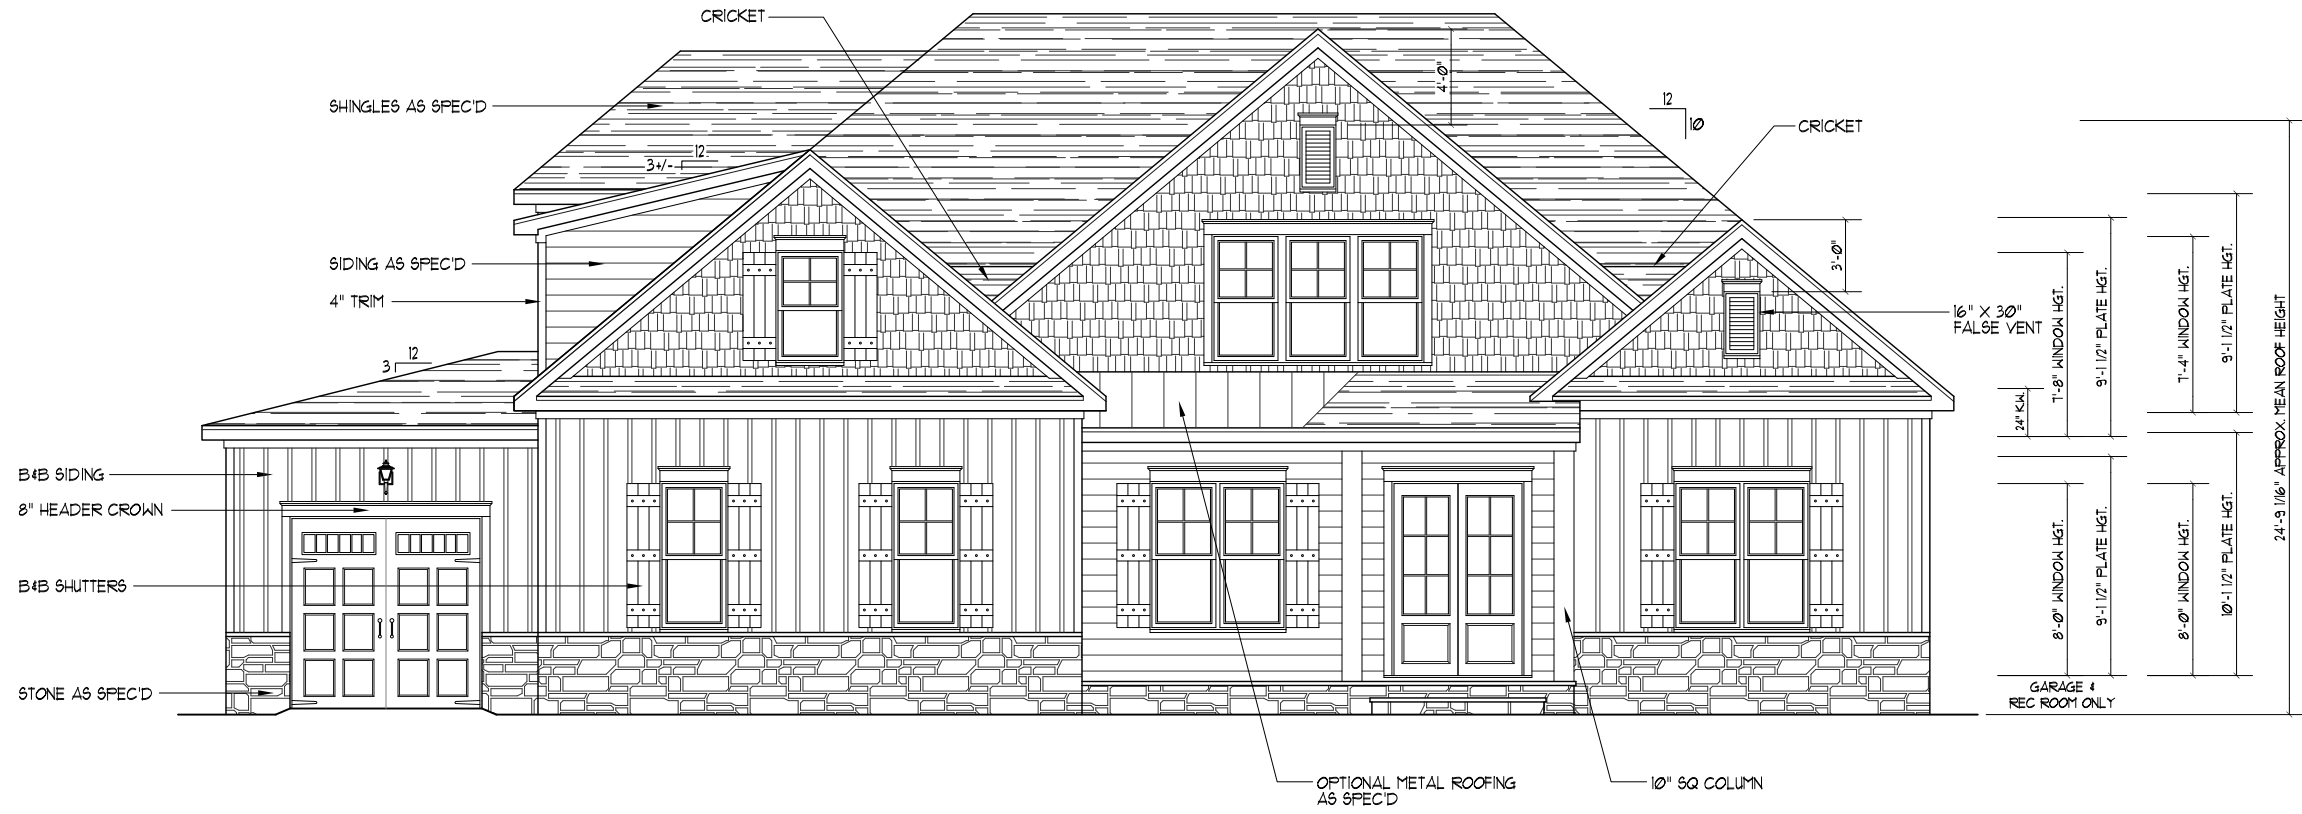 CRICKET
4'-0"
SHINGLES AS SPEC'D
12
10
CRICKET
12
3+/-
SIDING AS SPEC'D
3'-0"
4" TRIM
16" X 30"
FALSE VENT
12
3
24" K.W.
7'-8" WINDOW HGT.
9'-1 1/2" PLATE HGT.
7'-4" WINDOW HGT.
9'-1 1/2" PLATE HGT.
24'-9 1/16" APPROX. MEAN ROOF HEIGHT
B&B SIDING
8" HEADER CROWN
B&B SHUTTERS
STONE AS SPEC'D
8'-0" WINDOW HGT.
9'-1 1/2" PLATE HGT.
8'-0" WINDOW HGT.
10'-1 1/2" PLATE HGT.
GARAGE &
REC ROOM ONLY
OPTIONAL METAL ROOFING
AS SPEC'D
10" SQ COLUMN